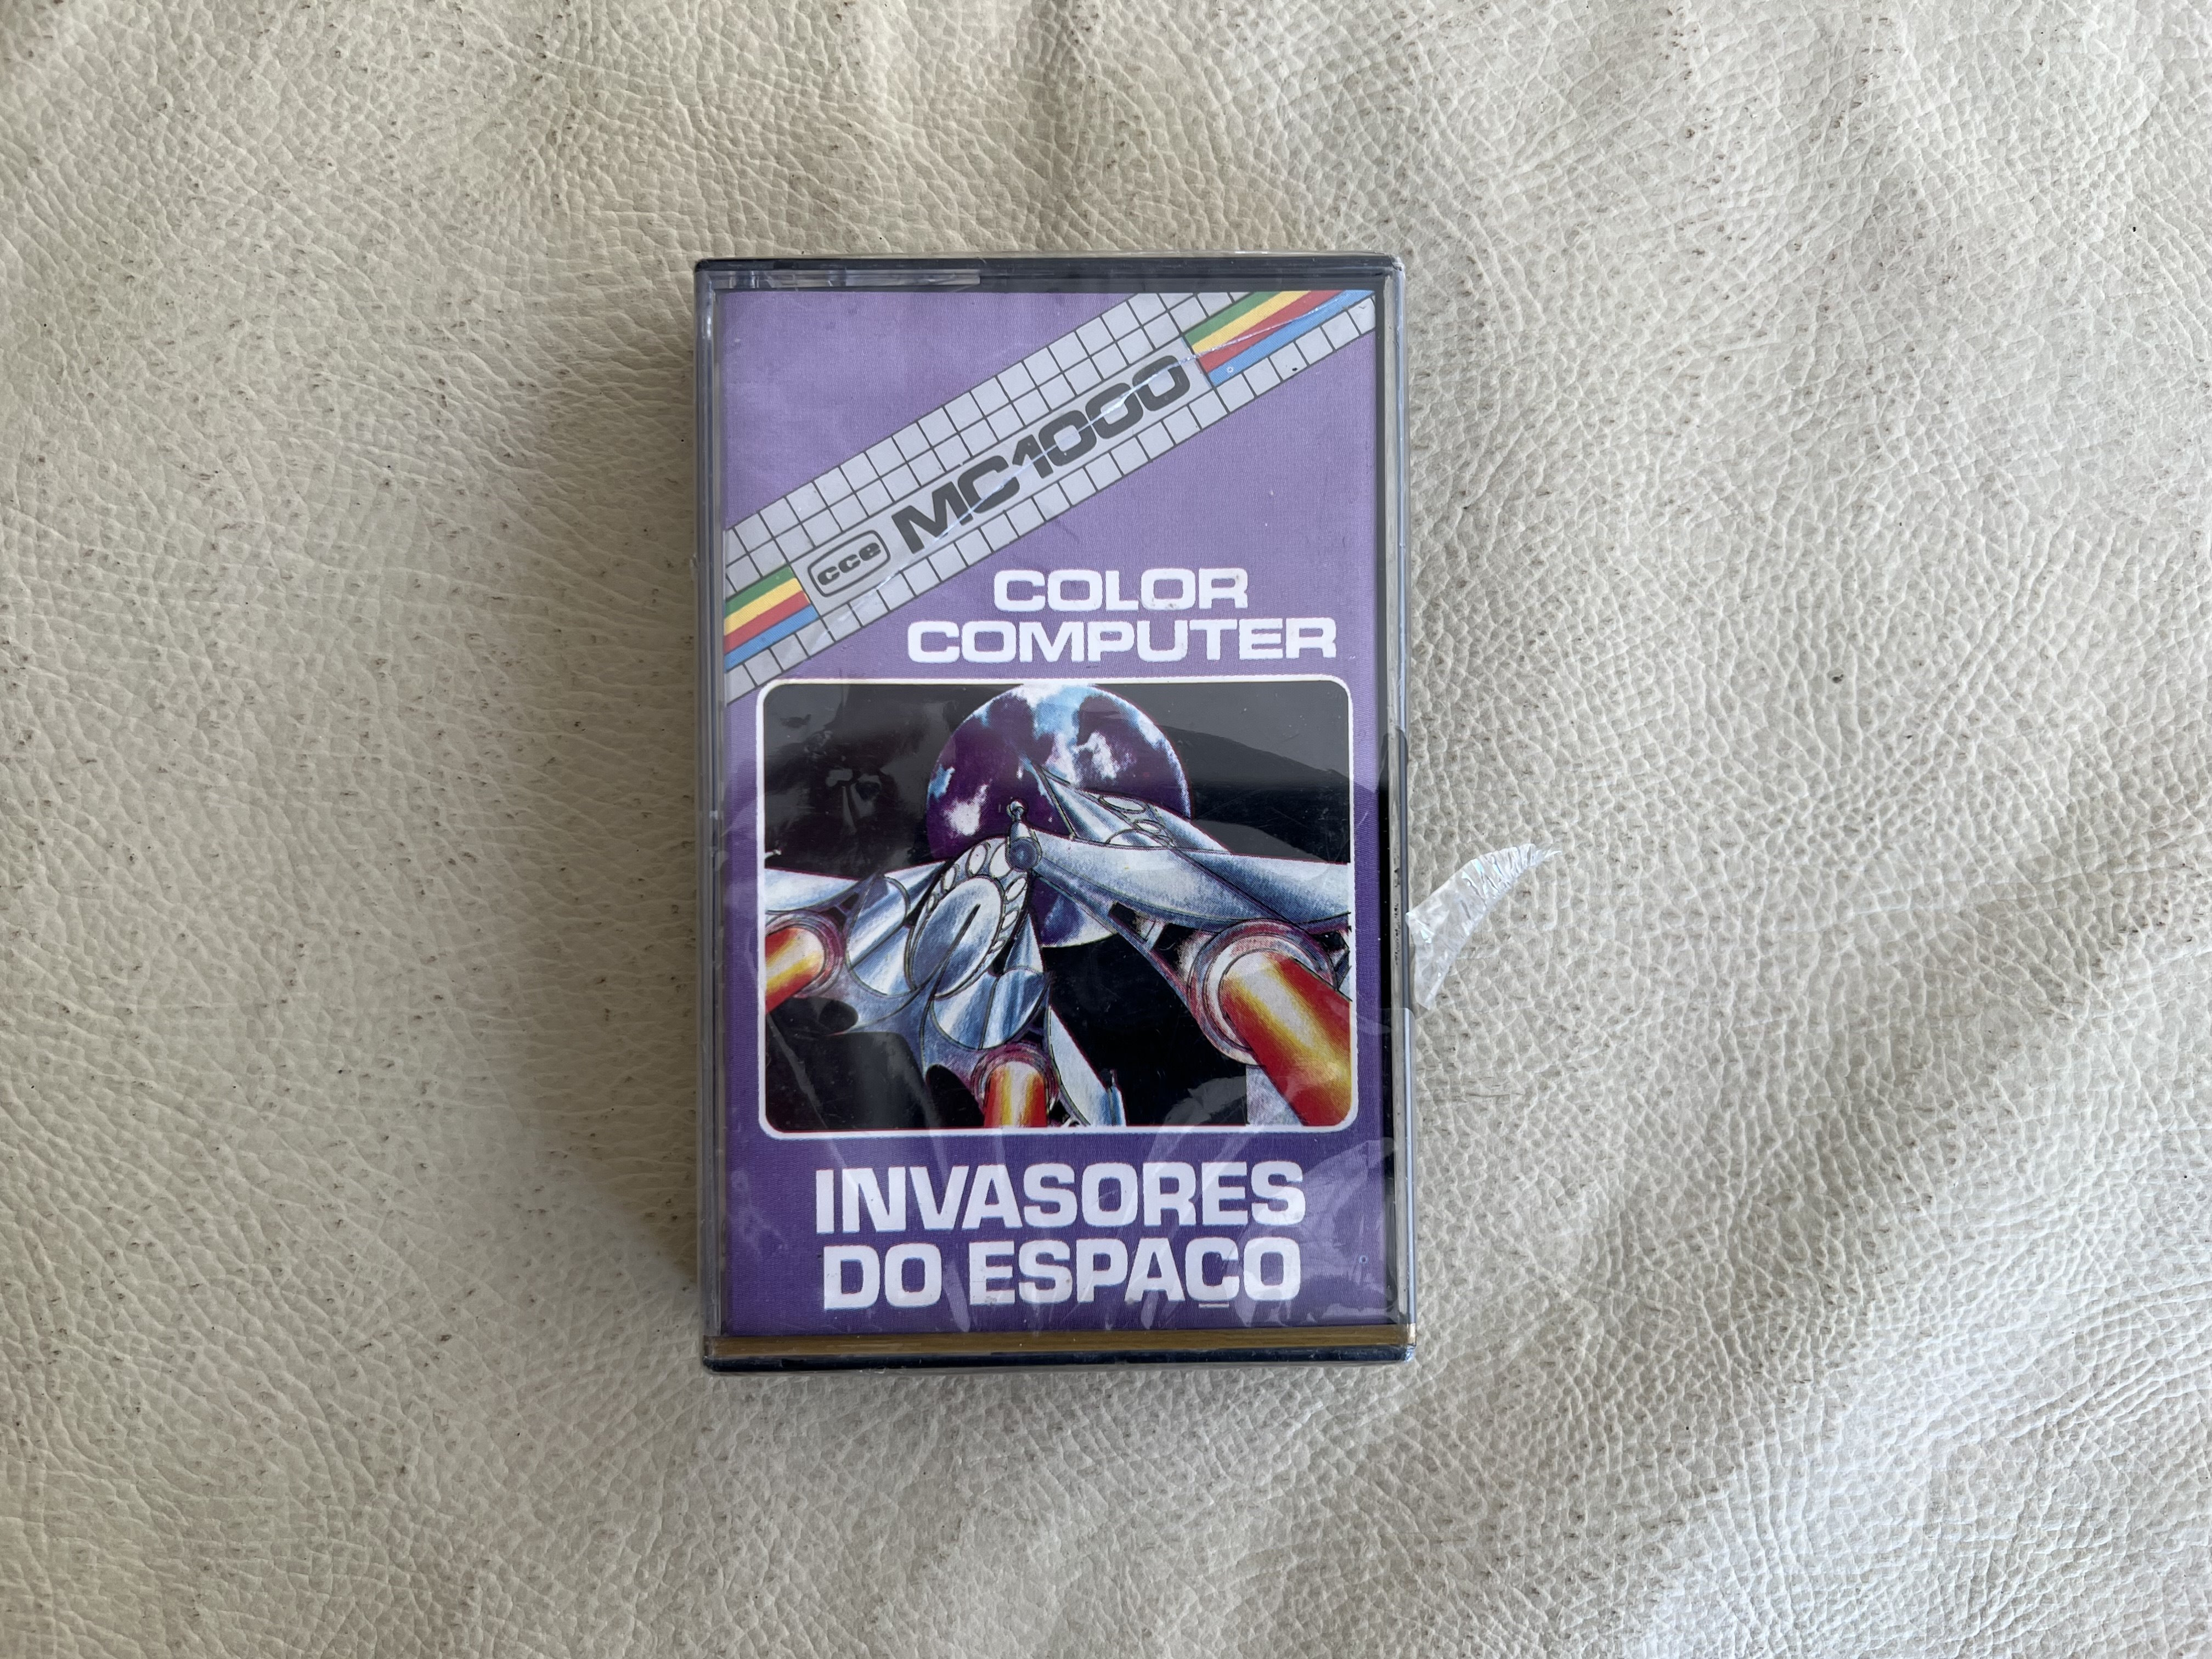 cce MC1000
COLOR
COMPUTER
INVASORES
DO ESPAÇO